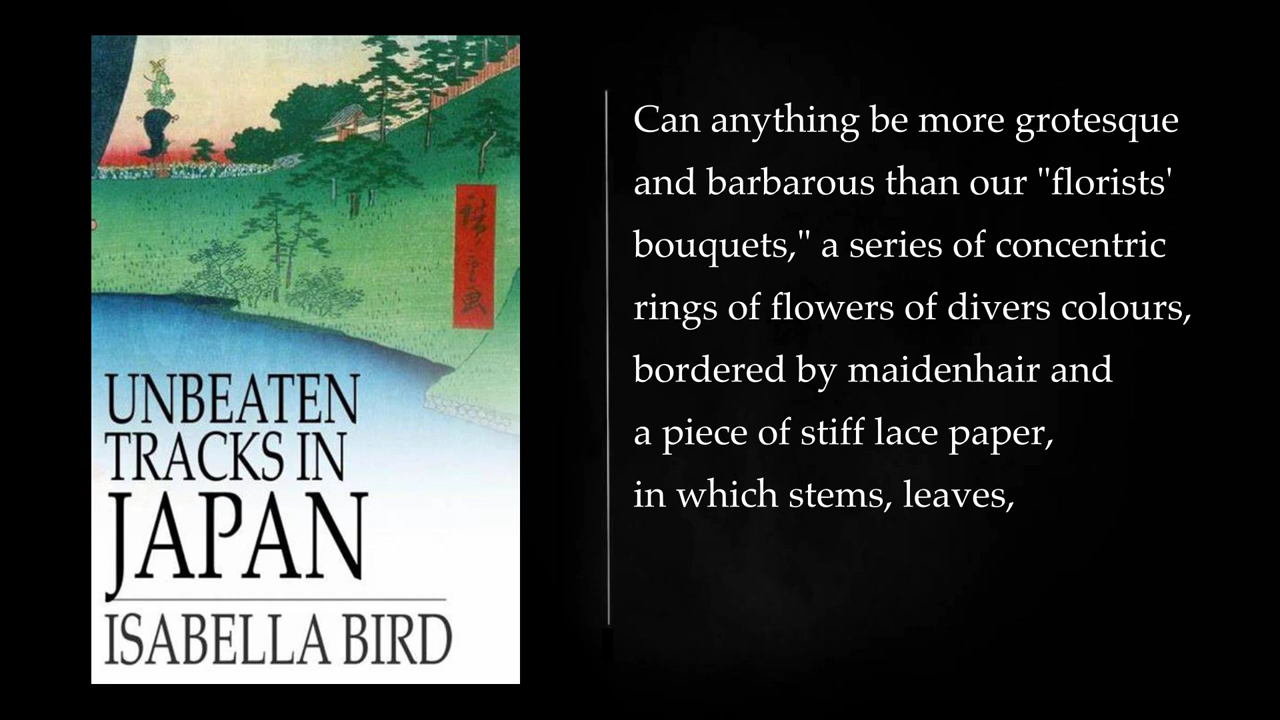 UNBEATEN
TRACKS IN
JAPAN
ISABELLA BIRD
Can anything be more grotesque
and barbarous than our "florists'
bouquets," a series of concentric
rings of flowers of divers colours,
bordered by maidenhair and
a piece of stiff lace paper,
in which stems, leaves,